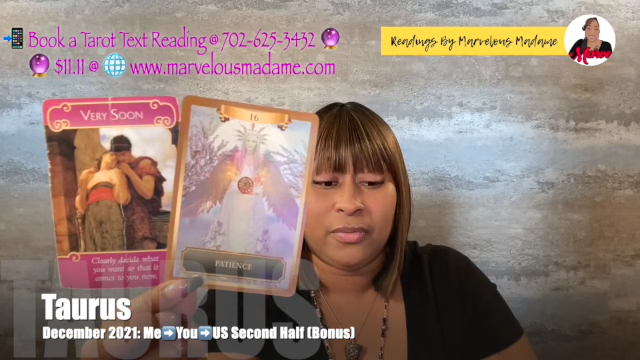 Book a Tarot Text Reading @ 702-625-3432
$11.11 @ www.marvelousmadame.com
Readings By Marvelous Madame
Marve
VERY SOON
Clearly decide what
you want so that it
comes to you now.
16
PATIENCE
TAURUS
Taurus
December 2021: Me➡You➡US Second Half (Bonus)